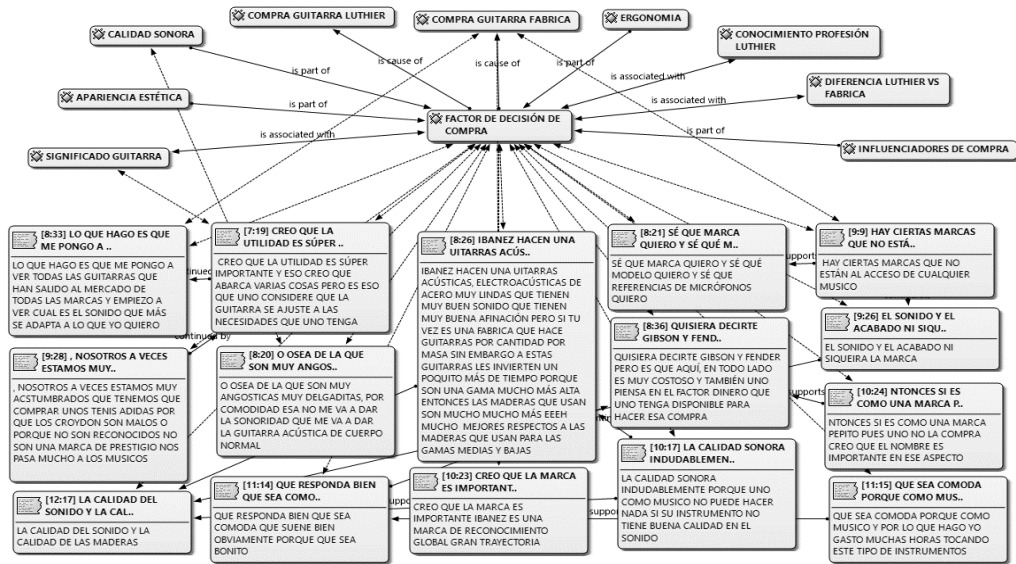 COMPRA GUITARRA LUTHIER
COMPRA GUITARRA FABRICA
ERGONOMIA
CALIDAD SONORA
CONOCIMIENTO PROFESIÓN
LUTHIER
is part of
is cause of
is cause of
is part of
is associated with
DIFERENCIA LUTHIER VS
FABRICA
APARIENCIA ESTÉTICA
is part of
is associated with
FACTOR DE DECISIÓN DE
COMPRA
is associated with
is part of
SIGNIFICADO GUITARRA
INFLUENCIADORES DE COMPRA
[8:33] LO QUE HAGO ES QUE
ME PONGO A ..
LO QUE HAGO ES QUE ME PONGO A
VER TODAS LAS GUITARRAS QUE
HAN SALIDO AL MERCADO DE
TODAS LAS MARCAS Y EMPIEZO A
VER CUAL ES EL SONIDO QUE MÁS
SE ADAPTA A LO QUE YO QUIERO
[7:19] CREO QUE LA
UTILIDAD ES SÚPER ..
CREO QUE LA UTILIDAD ES SÚPER
IMPORTANTE Y ESO CREO QUE
ABARCA VARIAS COSAS PERO ES ESO
QUE UNO CONSIDERE QUE LA
GUITARRA SE AJUSTE A LAS
NECESIDADES QUE UNO TENGA
[8:26] IBANEZ HACEN UNA
UITARRAS ACÚS..
IBANEZ HACEN UNA UITARRAS
ACÚSTICAS, ELECTROACÚSTICAS DE
ACERO MUY LINDAS QUE TIENEN
MUY BUEN SONIDO QUE TIENEN
MUY BUENA AFINACIÓN PERO SI TU
VEZ ES UNA FABRICA QUE HACE
GUITARRAS POR CANTIDAD POR
MASA SIN EMBARGO A ESTAS
GUITARRAS LES INVIERTEN UN
POQUITO MÁS DE TIEMPO PORQUE
SON UNA GAMA MUCHO MÁS ALTA
ENTONCES LAS MADERAS QUE USAN
SON MUCHO MUCHO MÁS EEEH
MUCHO MEJORES RESPECTOS A LAS
MADERAS QUE USAN PARA LAS
GAMAS MEDIAS Y BAJAS
[8:21] SÉ QUE MARCA
QUIERO Y SÉ QUÉ M..
SÉ QUE MARCA QUIERO Y SÉ QUÉ
MODELO QUIERO Y SÉ QUE
REFERENCIAS DE MICRÓFONOS
QUIERO
[9:9] HAY CIERTAS MARCAS
QUE NO ESTÁ..
HAY CIERTAS MARCAS QUE NO
ESTÁN AL ACCESO DE CUALQUIER
MUSICO
continued by
[9:28] , NOSOTROS A VECES
ESTAMOS MUY..
, NOSOTROS A VECES ESTAMOS MUY
ACSTUMBRADOS QUE TENEMOS QUE
COMPRAR UNOS TENIS ADIDAS POR
QUE LOS CROYDON SON MALOS O
PORQUE NO SON RECONOCIDOS NO
SON UNA MARCA DE PRESTIGIO NOS
PASA MUCHO A LOS MUSICOS
[8:20] O OSEA DE LA QUE
SON MUY ANGOS..
O OSEA DE LA QUE SON MUY
ANGOSTICAS MUY DELGADITAS, POR
COMODIDAD ESA NO ME VA A DAR
LA SONORIDAD QUE ME VA A DAR
LA GUITARRA ACÚSTICA DE CUERPO
NORMAL
[8:36] QUISIERA DECIRTE
GIBSON Y FEND..
QUISIERA DECIRTE GIBSON Y FENDER
PERO ES QUE AQUÍ, EN TODO LADO
ES MUY COSTOSO Y TAMBIÉN UNO
PIENSA EN EL FACTOR DINERO QUE
UNO TENGA DISPONIBLE PARA
HACER ESA COMPRA
[9:26] EL SONIDO Y EL
ACABADO NI SIQU..
EL SONIDO Y EL ACABADO NI
SIQUEIRA LA MARCA
supports
[10:24] NTONCES SI ES
COMO UNA MARCA P..
NTONCES SI ES COMO UNA MARCA
PEPITO PUES UNO NO LA COMPRA
CREO QUE EL NOMBRE ES
IMPORTANTE EN ESE ASPECTO
[12:17] LA CALIDAD DEL
SONIDO Y LA CAL..
LA CALIDAD DEL SONIDO Y LA
CALIDAD DE LAS MADERAS
[11:14] QUE RESPONDA BIEN
QUE SEA COMO..
QUE RESPONDA BIEN QUE SEA
COMODA QUE SUENE BIEN
OBVIAMENTE PORQUE QUE SEA
BONITO
[10:23] CREO QUE LA MARCA
ES IMPORTANT..
CREO QUE LA MARCA ES
IMPORTANTE IBANEZ ES UNA
MARCA DE RECONOCIMIENTO
GLOBAL GRAN TRAYECTORIA
[10:17] LA CALIDAD SONORA
INDUDABLEMEN..
LA CALIDAD SONORA
INDUDABLEMENTE PORQUE UNO
COMO MUSICO NO PUEDE HACER
NADA SI SU INSTRUMENTO NO
TIENE BUENA CALIDAD EN EL
SONIDO
[11:15] QUE SEA COMODA
PORQUE COMO MUS..
QUE SEA COMODA PORQUE COMO
MUSICO Y POR LO QUE HAGO YO
GASTO MUCHAS HORAS TOCANDO
ESTE TIPO DE INSTRUMENTOS